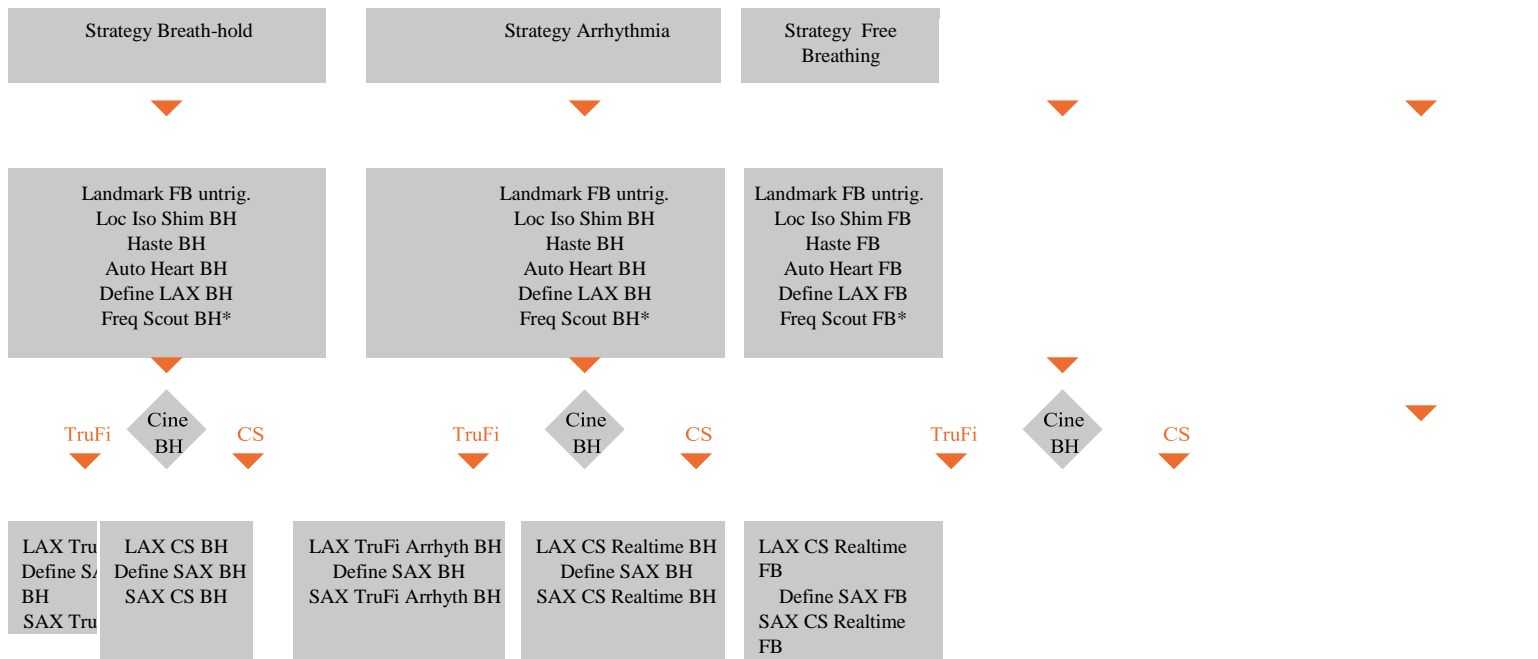 Strategy Breath-hold
Strategy Arrhythmia
Strategy Free
Breathing
Landmark FB untrig.
Loc Iso Shim BH
Haste BH
Auto Heart BH
Define LAX BH
Freq Scout BH*
Landmark FB untrig.
Loc Iso Shim BH
Haste BH
Auto Heart BH
Define LAX BH
Freq Scout BH*
Landmark FB untrig.
Loc Iso Shim FB
Haste FB
Auto Heart FB
Define LAX FB
Freq Scout FB*
TruFi
Cine
BH
CS
TruFi
Cine
BH
CS
TruFi
Cine
BH
CS
LAX Tru
Define
BH
SAX Tru
LAX CS BH
Define SAX BH
SAX CS BH
LAX TruFi Arrhyth BH
Define SAX BH
SAX TruFi Arrhyth BH
LAX CS Realtime BH
Define SAX BH
SAX CS Realtime BH
LAX CS Realtime
FB
Define SAX FB
SAX CS Realtime
FB